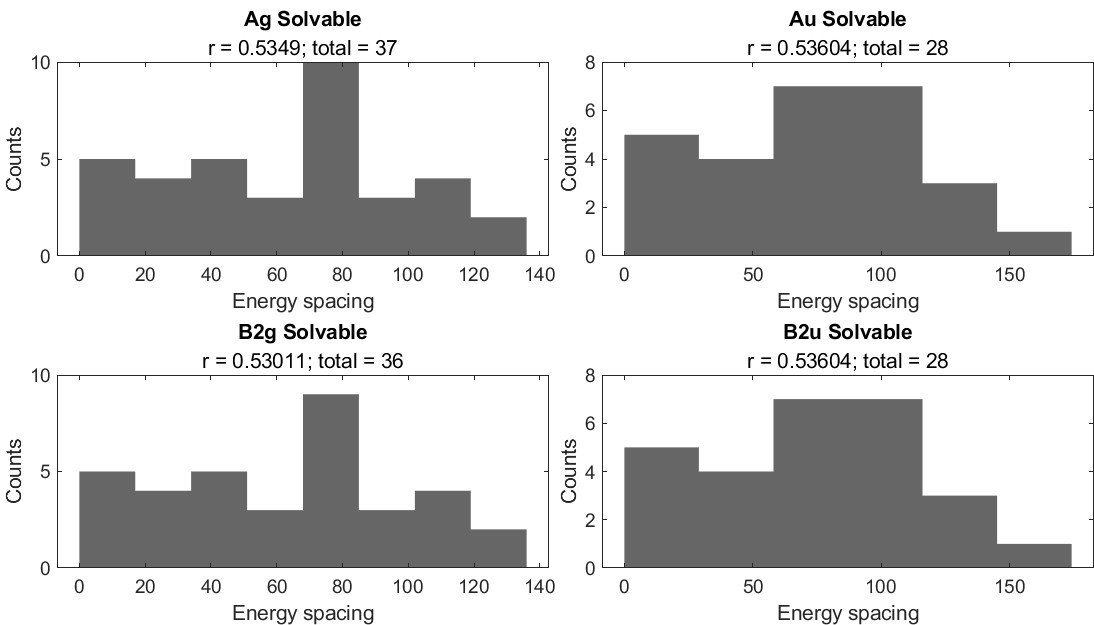 Ag Solvable
r = 0.5349; total = 37
10
5
0
Counts
0 20 40 60 80 100 120 140
Energy spacing
Au Solvable
r = 0.53604; total = 28
8
6
4
2
0
Counts
0 50 100 150
Energy spacing
B2g Solvable
r = 0.53011; total = 36
10
5
0
Counts
0 20 40 60 80 100 120 140
Energy spacing
B2u Solvable
r = 0.53604; total = 28
8
6
4
2
0
Counts
0 50 100 150
Energy spacing